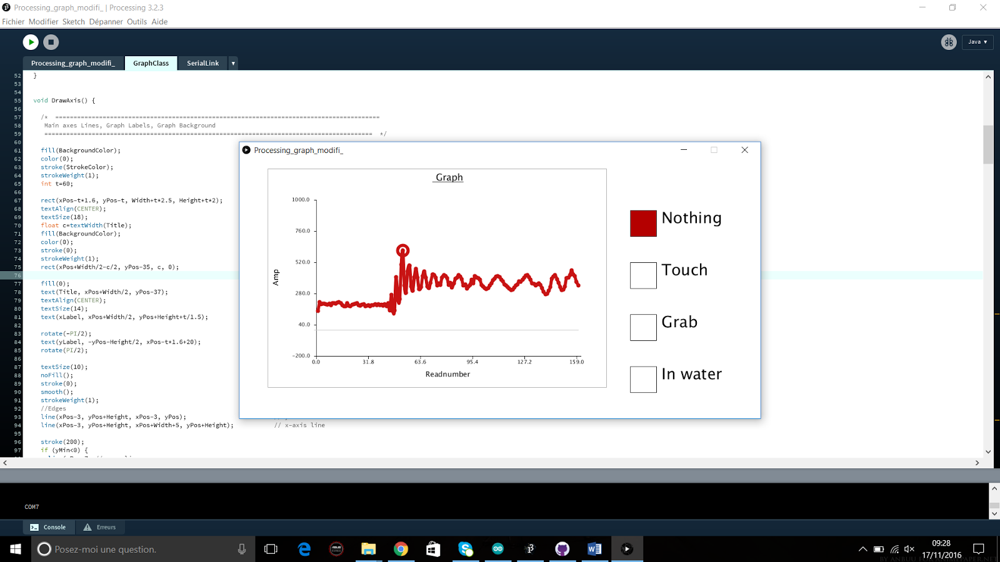 Processing_graph_modifi_ | Processing 3.2.3
Fichier Modifier Sketch Dépanner Outils Aide
Java ▾
Processing_graph_modifi_ GraphClass SerialLink ▾
52 }
53
54
55 void DrawAxis() {
56
57 /* =========================================================================================
58 Main axes Lines, Graph Labels, Graph Background
59 ========================================================================================== */
60
61 fill(BackgroundColor);
62 color(0);
63 stroke(StrokeColor);
64 strokeWeight(1);
65 int t=60;
66
67 rect(xPos-t*1.6, yPos-t, Width+t*2.5, Height+t*2);
68 textAlign(CENTER);
69 textSize(18);
70 float c=textWidth(Title);
71 fill(BackgroundColor);
72 color(0);
73 stroke(0);
74 strokeWeight(1);
75 rect(xPos+Width/2-c/2, yPos-35, c, 0);
76
77 fill(0);
78 text(Title, xPos+Width/2, yPos-37);
79 textAlign(CENTER);
80 textSize(14);
81 text(xLabel, xPos+Width/2, yPos+Height+t/1.5);
82
83 rotate(-PI/2);
84 text(yLabel, -yPos-Height/2, xPos-t*1.6+20);
85 rotate(PI/2);
86
87 textSize(10);
88 noFill();
89 stroke(0);
90 smooth();
91 strokeWeight(1);
92 //Edges
93 line(xPos-3, yPos+Height, xPos-3, yPos);
94 line(xPos-3, yPos+Height, xPos+Width+5, yPos+Height); // x-axis line
95
96 stroke(200);
97 if (yMin<0) {
Processing_graph_modifi_
Graph
1000.0
760.0
520.0
280.0
40.0
-200.0
Amp
0.0 31.8 63.6 95.4 127.2 159.0
Readnumber
Nothing
Touch
Grab
In water
COM7
Console Erreurs
Posez-moi une question.
09:28
17/11/2016